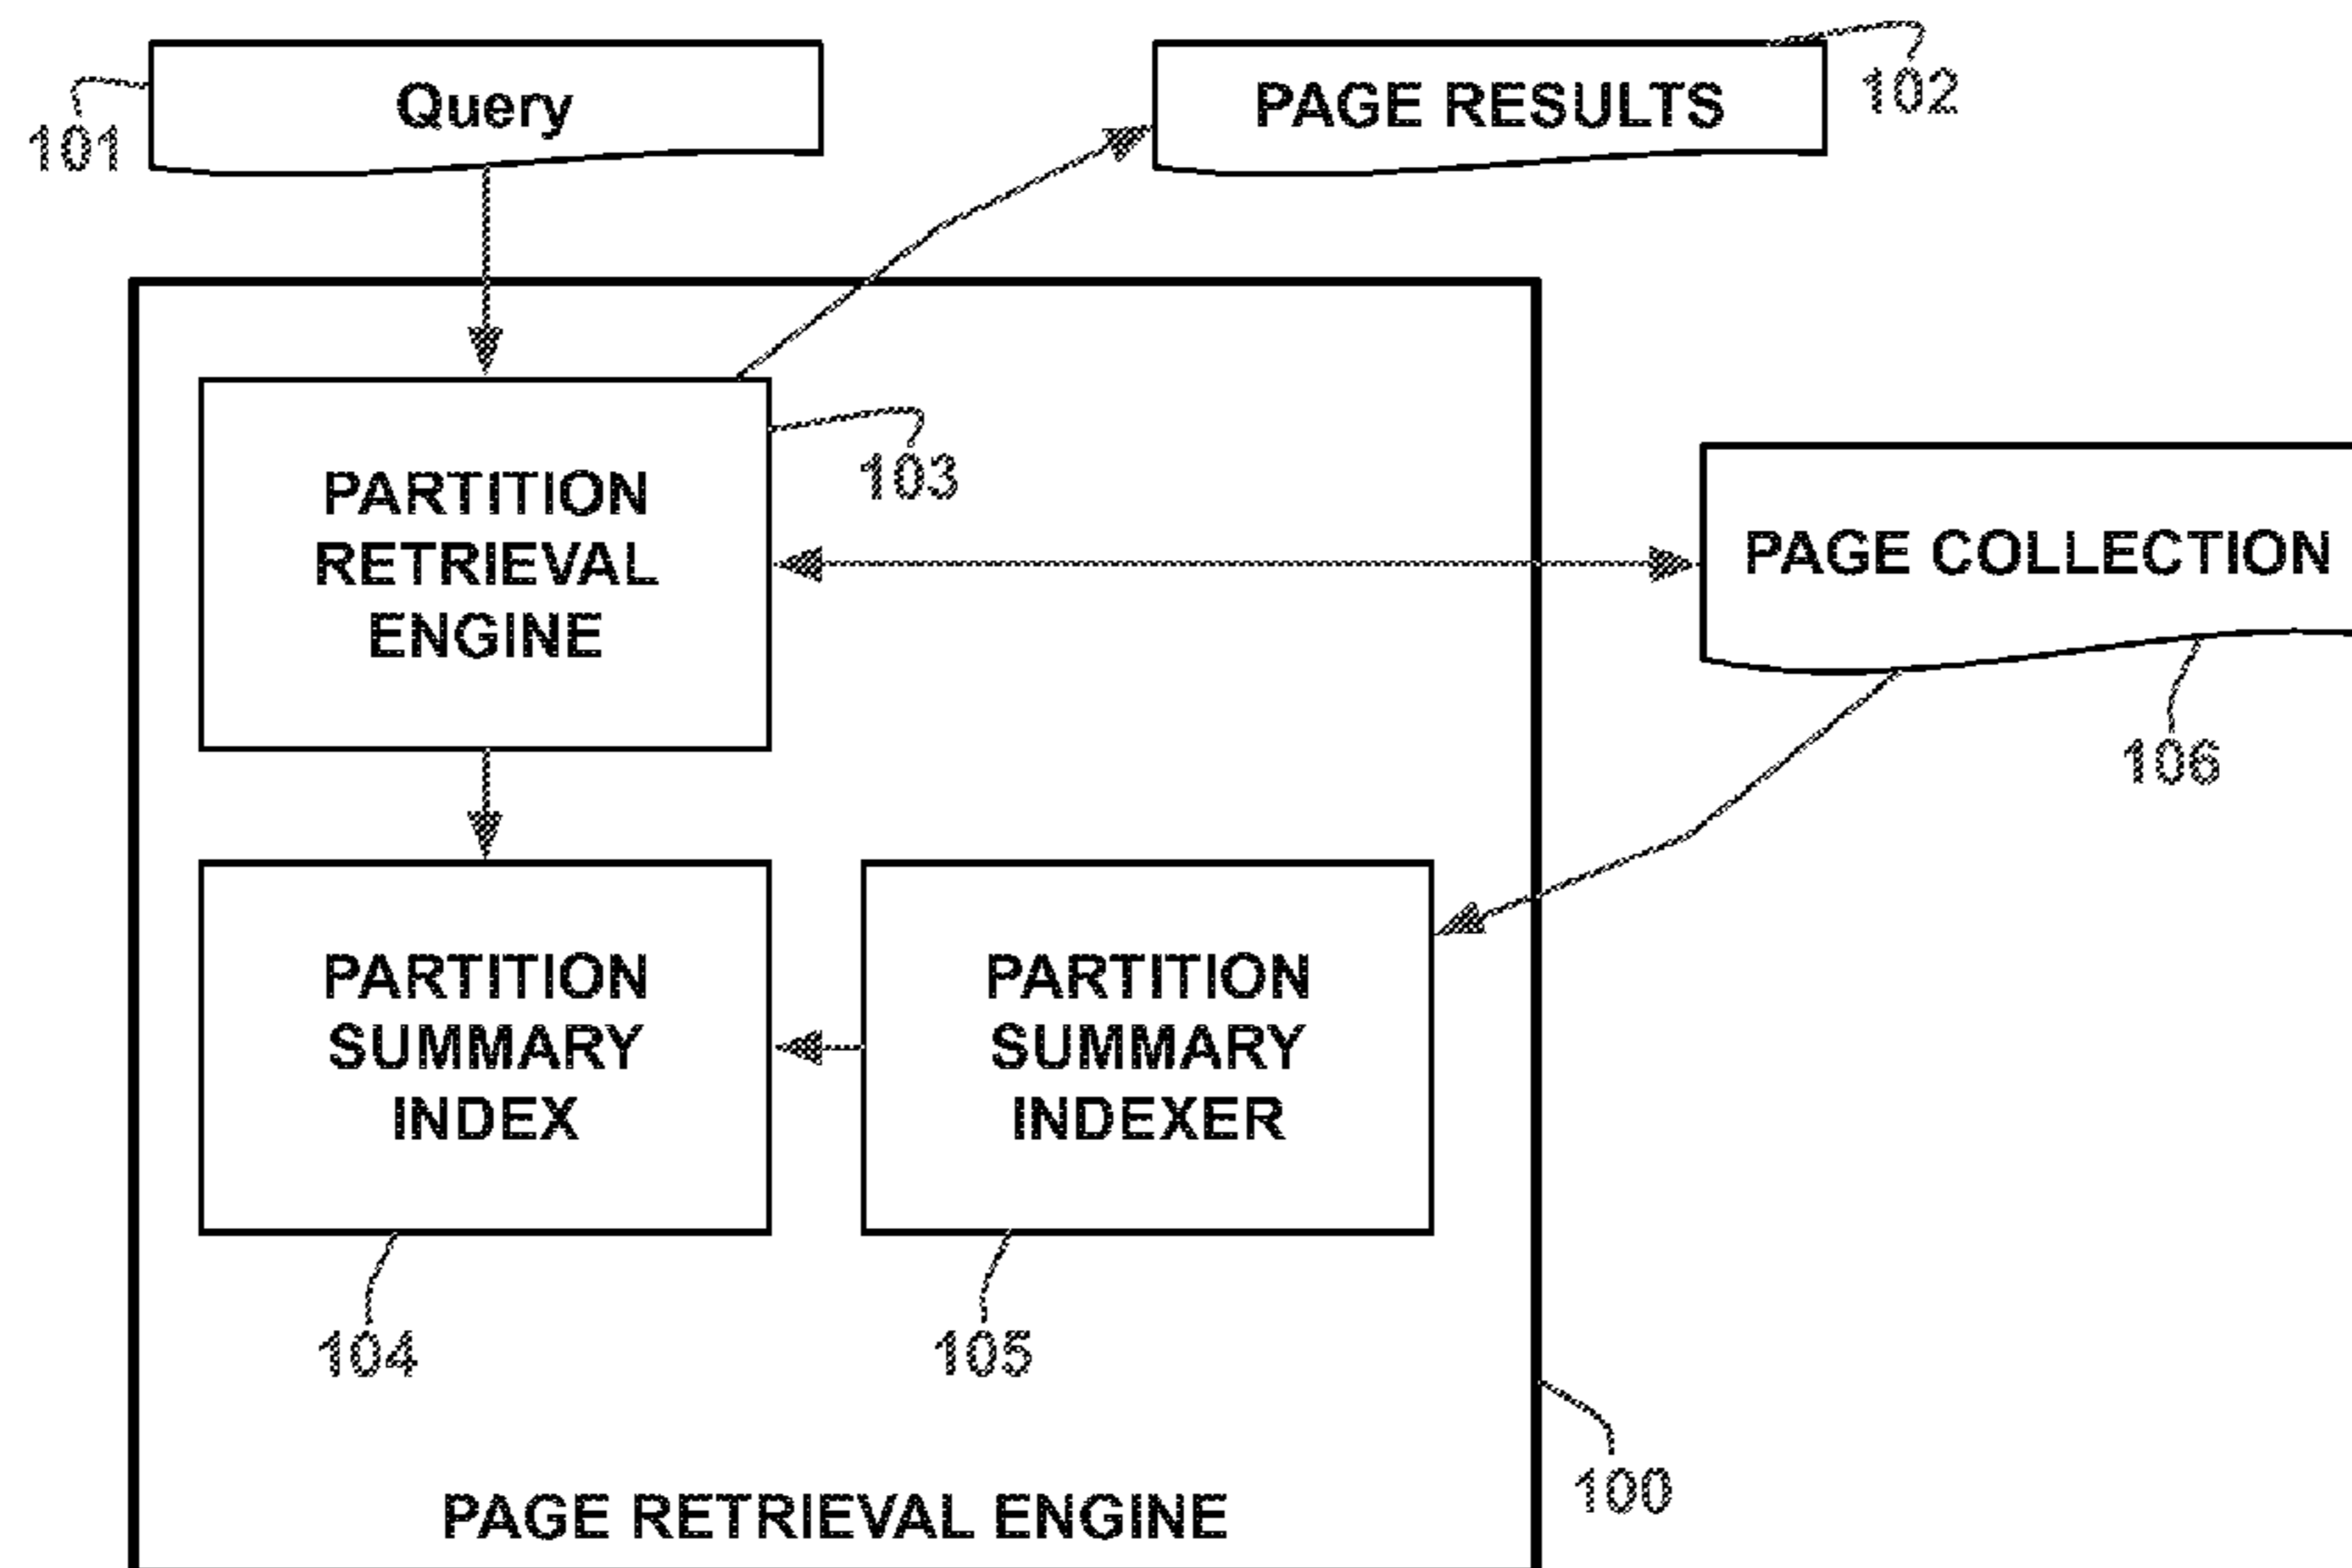 Query
PAGE RESULTS
102
101
PARTITION
RETRIEVAL
ENGINE
103
PAGE COLLECTION
106
PARTITION
SUMMARY
INDEX
PARTITION
SUMMARY
INDEXER
104
105
100
PAGE RETRIEVAL ENGINE